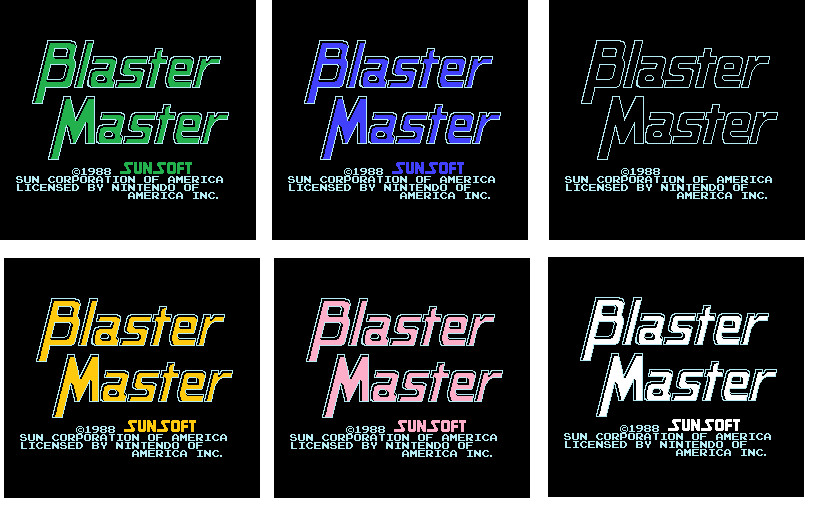 Blaster
Master
©1988 SUNSOFT
SUN CORPORATION OF AMERICA
LICENSED BY NINTENDO OF
AMERICA INC.
Blaster
Master
©1988 SUNSOFT
SUN CORPORATION OF AMERICA
LICENSED BY NINTENDO OF
AMERICA INC.
Blaster
Master
©1988
SUN CORPORATION OF AMERICA
LICENSED BY NINTENDO OF
AMERICA INC.
Blaster
Master
©1988 SUNSOFT
SUN CORPORATION OF AMERICA
LICENSED BY NINTENDO OF
AMERICA INC.
Blaster
Master
©1988 SUNSOFT
SUN CORPORATION OF AMERICA
LICENSED BY NINTENDO OF
AMERICA INC.
Blaster
Master
©1988 SUNSOFT
SUN CORPORATION OF AMERICA
LICENSED BY NINTENDO OF
AMERICA INC.